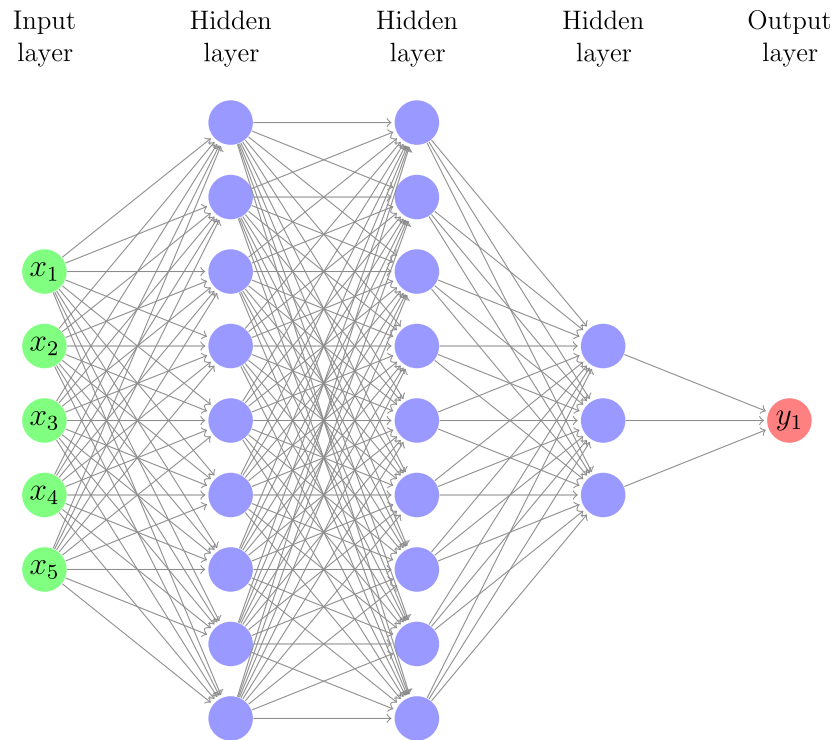 Input Hidden Hidden Hidden Output
layer layer layer layer layer
x₁
x₂
x₃
x₄
x₅
y₁